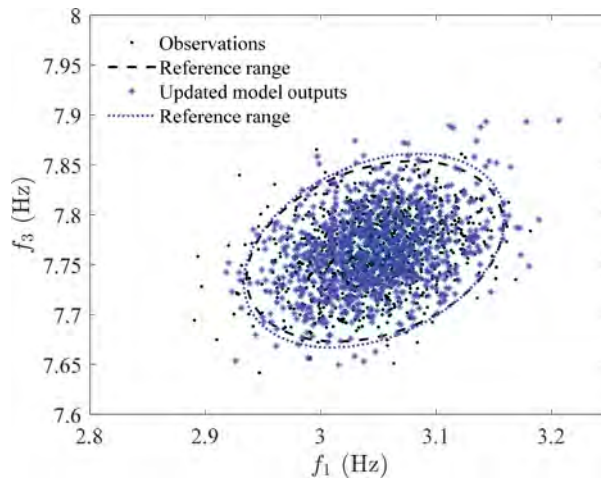 8
7.95
7.9
7.85
7.8
7.75
7.7
7.65
7.6
f3 (Hz)
Observations
Reference range
Updated model outputs
Reference range
2.8
2.9
3
3.1
3.2
f1 (Hz)